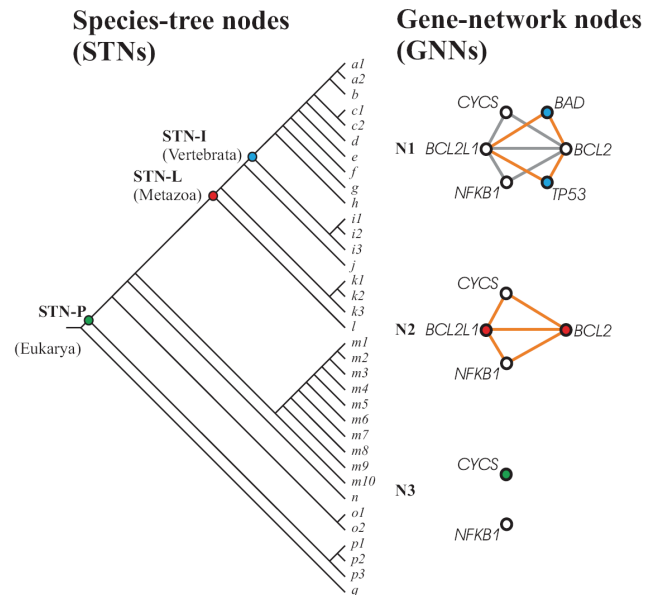 Species-tree nodes
(STNs)
Gene-network nodes
(GNNs)
STN-I
(Vertebrata)
STN-L
(Metazoa)
STN-P
(Eukarya)
a1
a2
b
c1
c2
d
e
f
g
h
i1
i2
i3
j
k1
k2
k3
l
m1
m2
m3
m4
m5
m6
m7
m8
m9
m10
n
o1
o2
p1
p2
p3
q
CYCS
BAD
N1
BCL2L1
BCL2
NFKB1
TP53
CYCS
N2
BCL2L1
BCL2
NFKB1
CYCS
N3
NFKB1